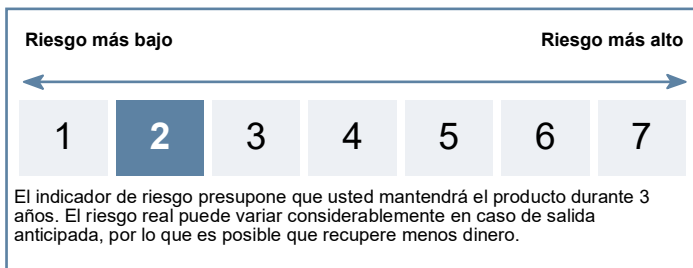 Riesgo más bajo Riesgo más alto
1 2 3 4 5 6 7
El indicador de riesgo presupone que usted mantendrá el producto durante 3
años. El riesgo real puede variar considerablemente en caso de salida
anticipada, por lo que es posible que recupere menos dinero.